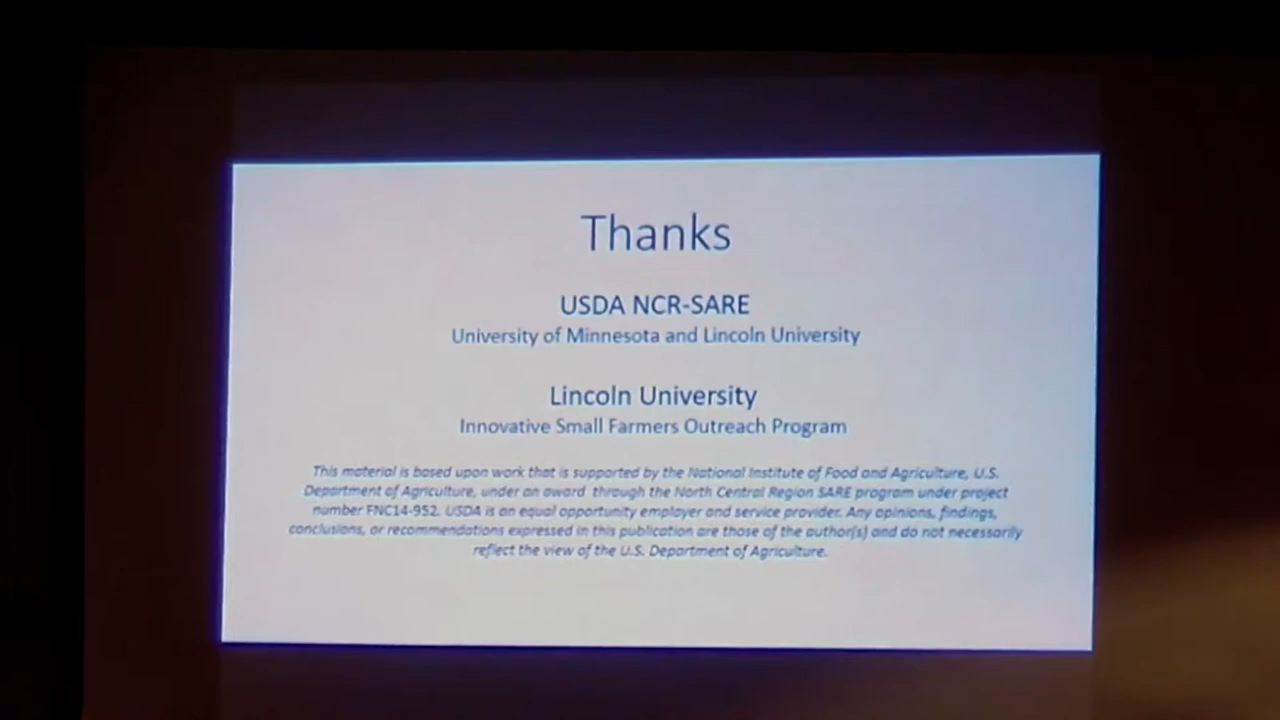 Thanks
USDA NCR-SARE
University of Minnesota and Lincoln University
Lincoln University
Innovative Small Farmers Outreach Program
This material is based upon work that is supported by the National Institute of Food and Agriculture, U.S.
Department of Agriculture, under an award through the North Central Region SARE program under project
number FNC14-952. USDA is an equal opportunity employer and service provider. Any opinions, findings,
conclusions, or recommendations expressed in this publication are those of the author(s) and do not necessarily
reflect the view of the U.S. Department of Agriculture.